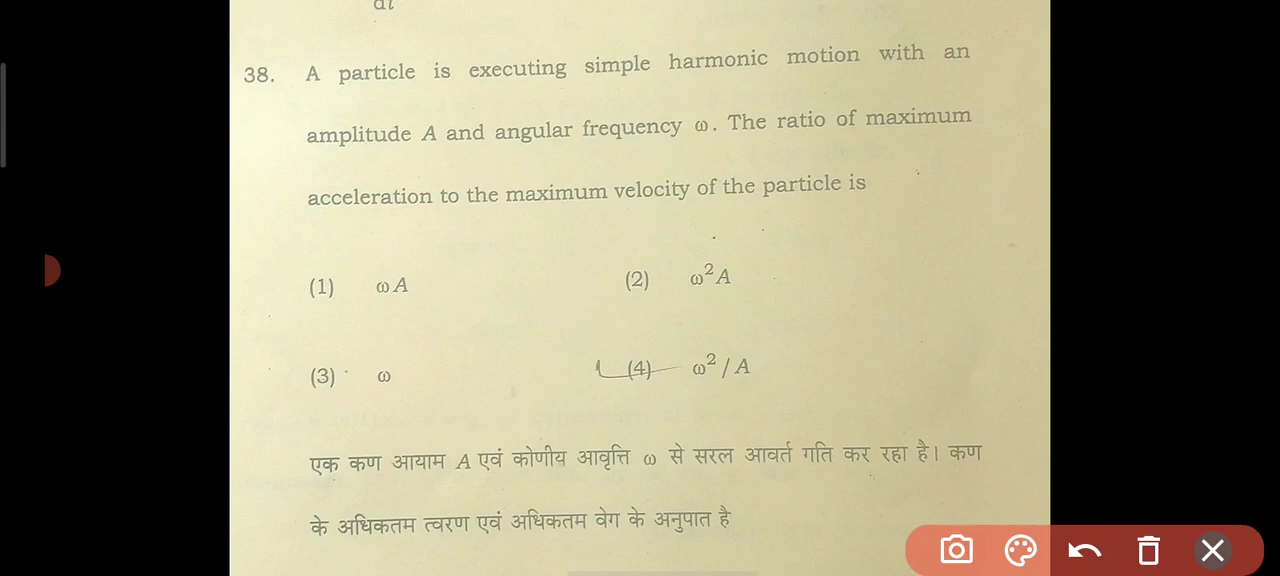 dt
38. A particle is executing simple harmonic motion with an
amplitude A and angular frequency ω. The ratio of maximum
acceleration to the maximum velocity of the particle is
(1) ωA (2) ω²A
(3) ω (4) ω²/A
एक कण आयाम A एवं कोणीय आवृत्ति ω से सरल आवर्त गति कर रहा है। कण
के अधिकतम त्वरण एवं अधिकतम वेग के अनुपात है